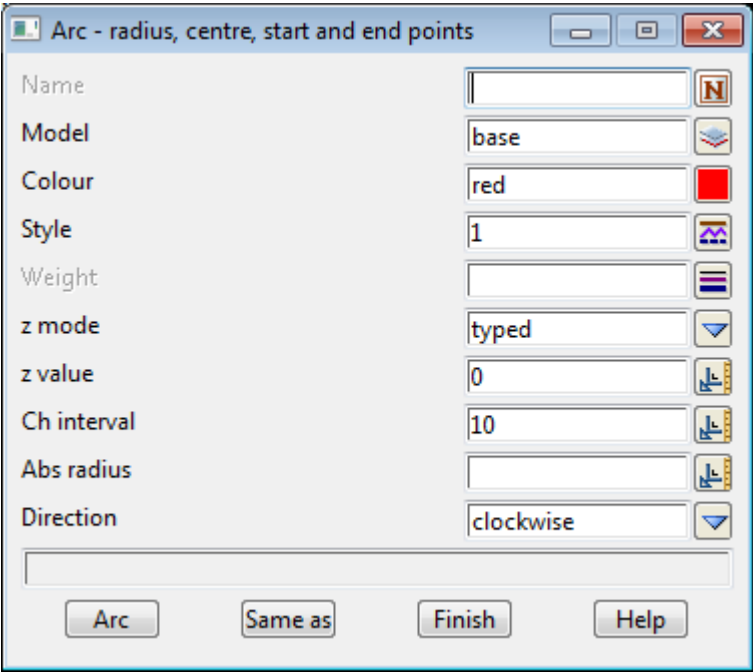 Arc - radius, centre, start and end points
Name N
Model base
Colour red
Style 1
Weight
z mode typed
z value 0
Ch interval 10
Abs radius
Direction clockwise
Arc Same as Finish Help